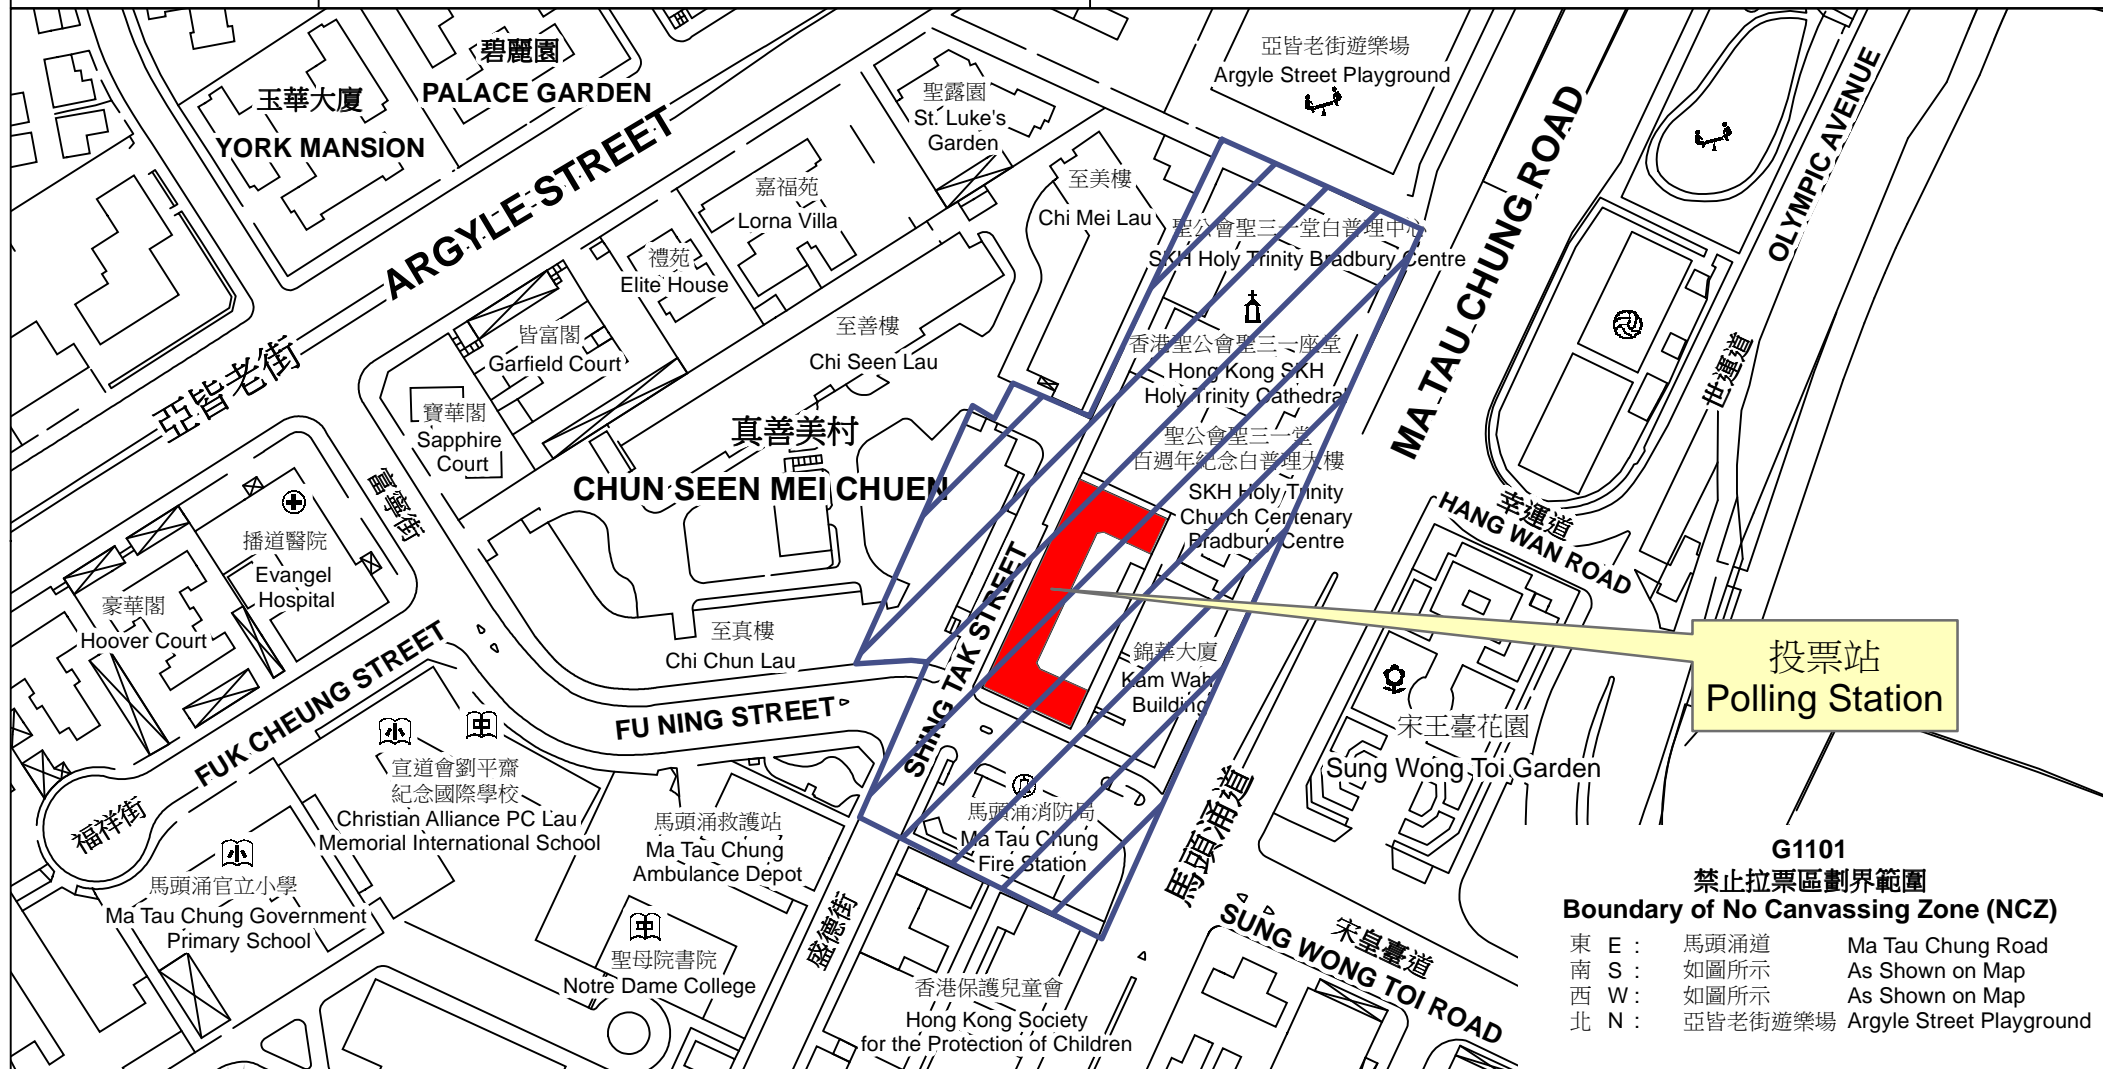 碧麗園
PALACE GARDEN
玉華大廈
YORK MANSION
亞皆老街遊樂場
Argyle Street Playground
聖露園
St. Luke's
Garden
嘉福苑
Lorna Villa
至美樓
Chi Mei Lau
聖公會聖三一堂白普理中心
SKH Holy Trinity Bradbury Centre
禮苑
Elite House
ARGYLE STREET
亞皆老街
皆富閣
Garfield Court
至善樓
Chi Seen Lau
香港聖公會聖三一座堂
Hong Kong SKH
Holy Trinity Cathedral
MA TAU CHUNG ROAD
OLYMPIC AVENUE
世運道
寶華閣
Sapphire
Court
真善美村
CHUN SEEN MEI CHUEN
聖公會聖三一堂
百週年紀念白普理大樓
SKH Holy Trinity
Church Centenary
Bradbury Centre
富寧街
播道醫院
Evangel
Hospital
幸運道
HANG WAN ROAD
豪華閣
Hoover Court
至真樓
Chi Chun Lau
SHING TAK STREET
錦華大廈
Kam Wah
Building
投票站
Polling Station
FUK CHEUNG STREET
福祥街
FU NING STREET
中
小
宋王臺花園
Sung Wong Toi Garden
宣道會劉平齋
紀念國際學校
Christian Alliance PC Lau
Memorial International School
馬頭涌救護站
Ma Tau Chung
Ambulance Depot
馬頭涌消防局
Ma Tau Chung
Fire Station
馬頭涌道
小
馬頭涌官立小學
Ma Tau Chung Government
Primary School
中
聖母院書院
Notre Dame College
盛德街
香港保護兒童會
Hong Kong Society
for the Protection of Children
宋皇臺道
SUNG WONG TOI ROAD
G1101
禁止拉票區劃界範圍
Boundary of No Canvassing Zone (NCZ)
東 E : 馬頭涌道 Ma Tau Chung Road
南 S : 如圖所示 As Shown on Map
西 W : 如圖所示 As Shown on Map
北 N : 亞皆老街遊樂場 Argyle Street Playground